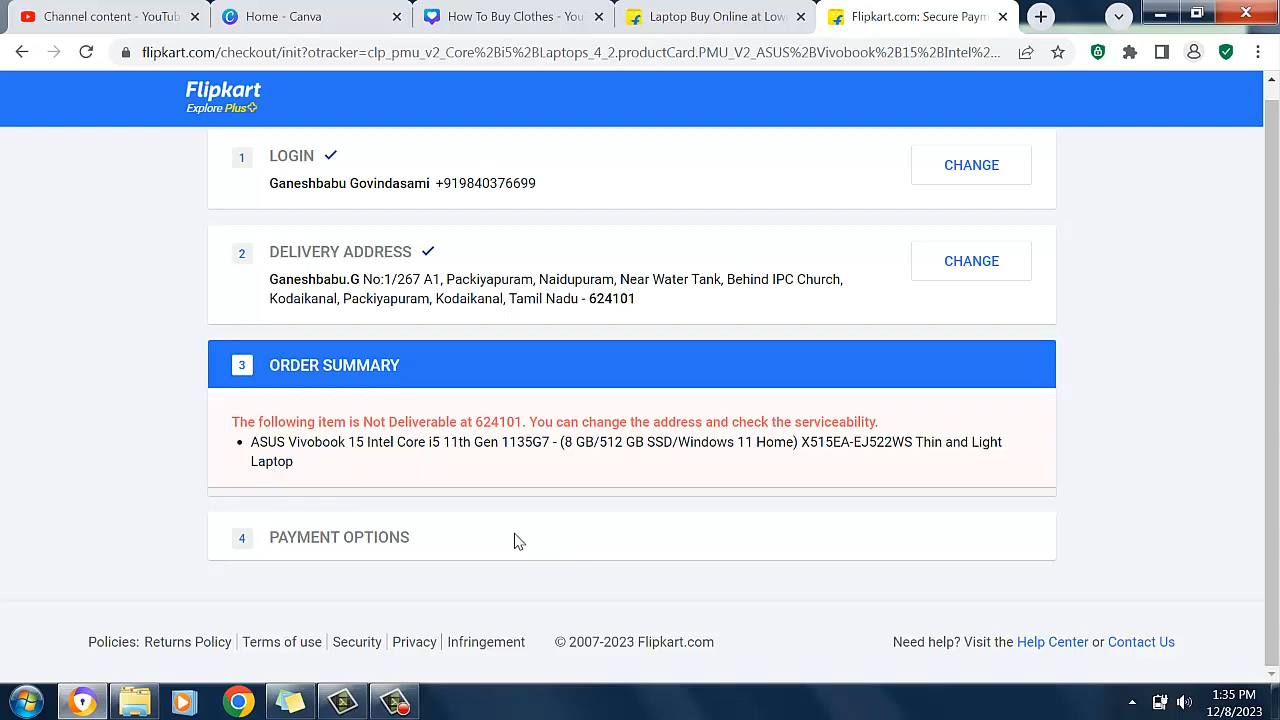 Channel content - YouTub
Home - Canva
How To Buy Clothes - You
Laptop Buy Online at Low
Flipkart.com: Secure Paym
flipkart.com/checkout/init?otracker=clp_pmu_v2_Core%2Bi5%2BLaptops_4_2.productCard.PMU_V2_ASUS%2BVivobook%2B15%2BIntel%2...
Flipkart
Explore Plus
1 LOGIN
CHANGE
Ganeshbabu Govindasami +919840376699
2 DELIVERY ADDRESS
CHANGE
Ganeshbabu.G No:1/267 A1, Packiyapuram, Naidupuram, Near Water Tank, Behind IPC Church,
Kodaikanal, Packiyapuram, Kodaikanal, Tamil Nadu - 624101
3 ORDER SUMMARY
The following item is Not Deliverable at 624101. You can change the address and check the serviceability.
• ASUS Vivobook 15 Intel Core i5 11th Gen 1135G7 - (8 GB/512 GB SSD/Windows 11 Home) X515EA-EJ522WS Thin and Light
Laptop
4 PAYMENT OPTIONS
Policies: Returns Policy | Terms of use | Security | Privacy | Infringement © 2007-2023 Flipkart.com Need help? Visit the Help Center or Contact Us
1:35 PM
12/8/2023